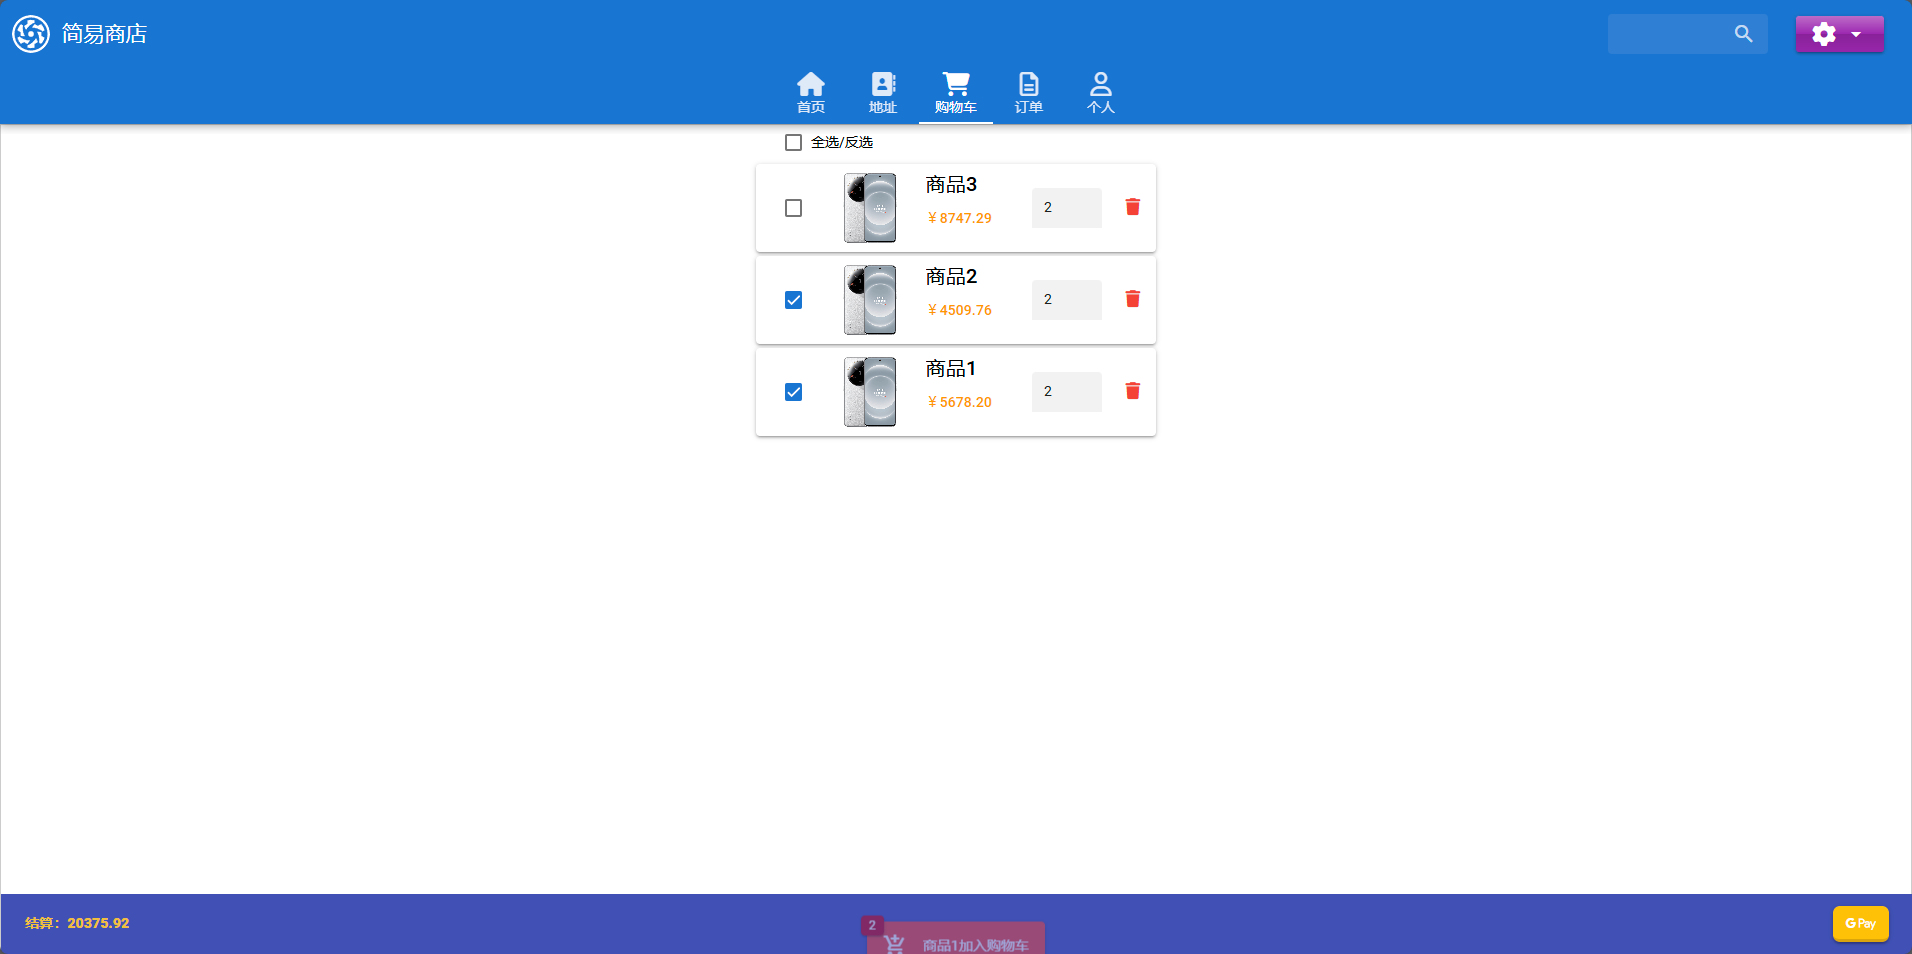 简易商店
首页
地址
购物车
订单
个人
全选/反选
商品3
￥8747.29
2
商品2
￥4509.76
2
商品1
￥5678.20
2
结算：20375.92
2
商品1加入购物车
G Pay